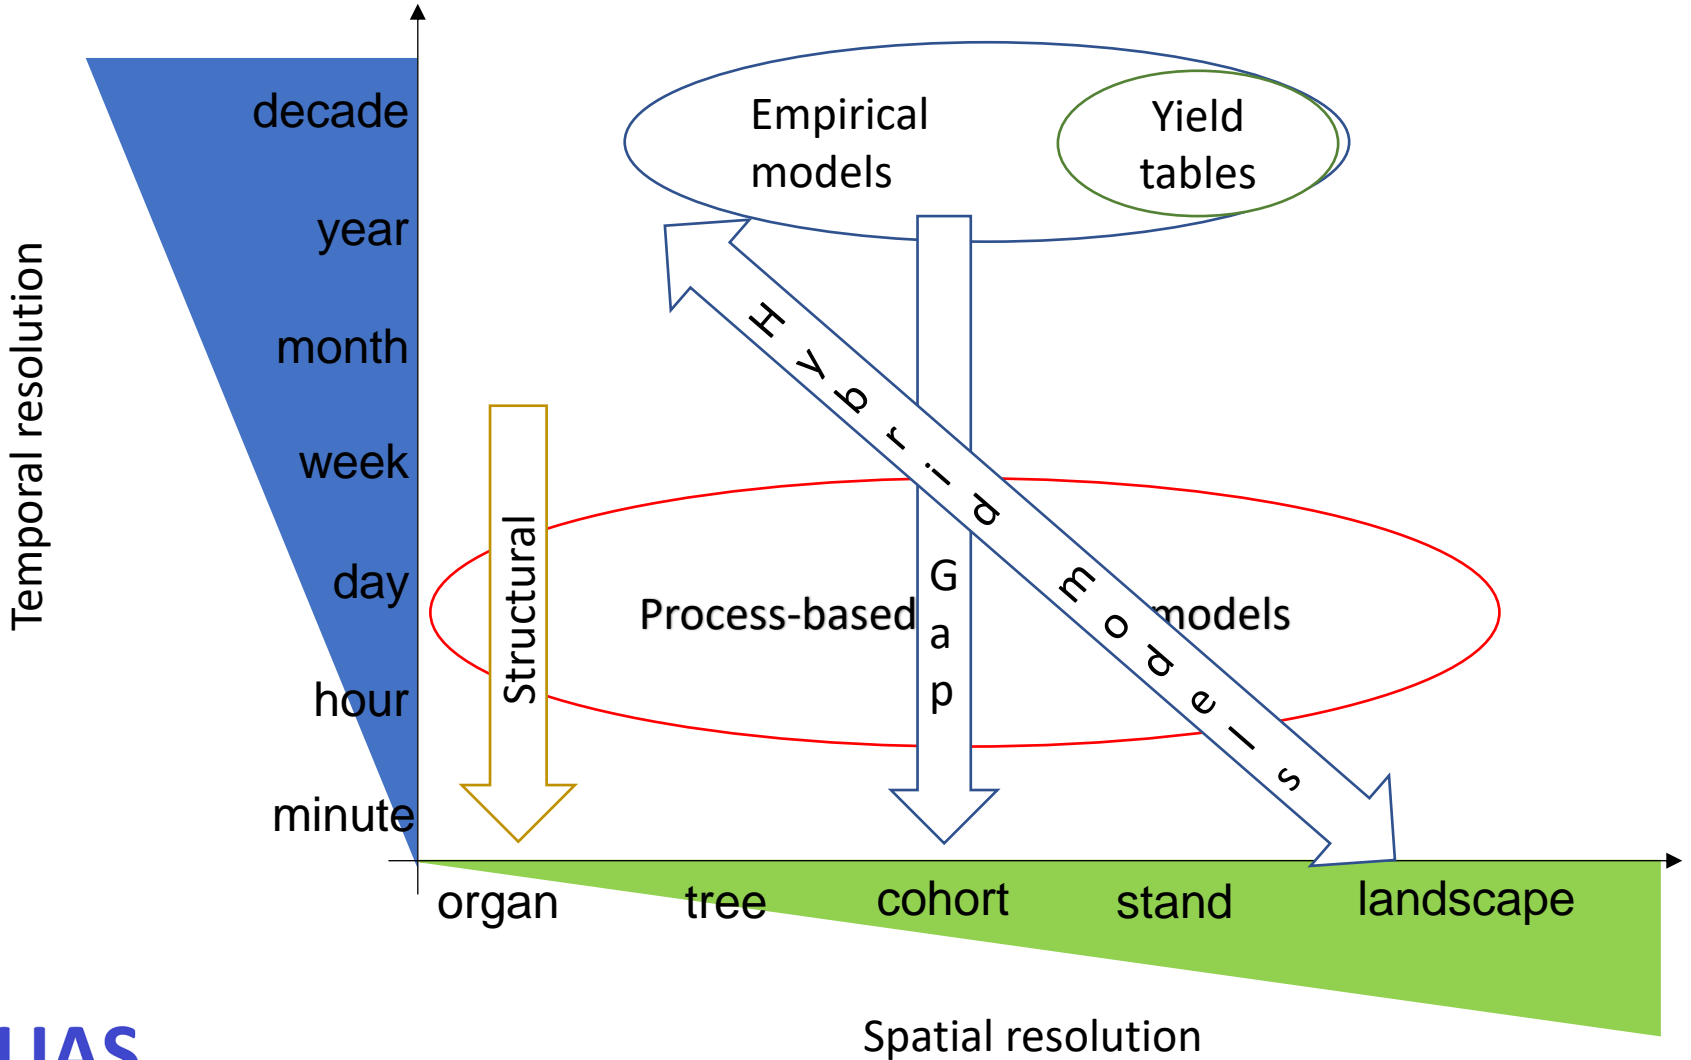 Temporal resolution
decade
year
month
week
day
hour
minute
Empirical
models
Yield
tables
Hybrid models
Structural
Gap
Process-based models
organ
tree
cohort
stand
landscape
Spatial resolution